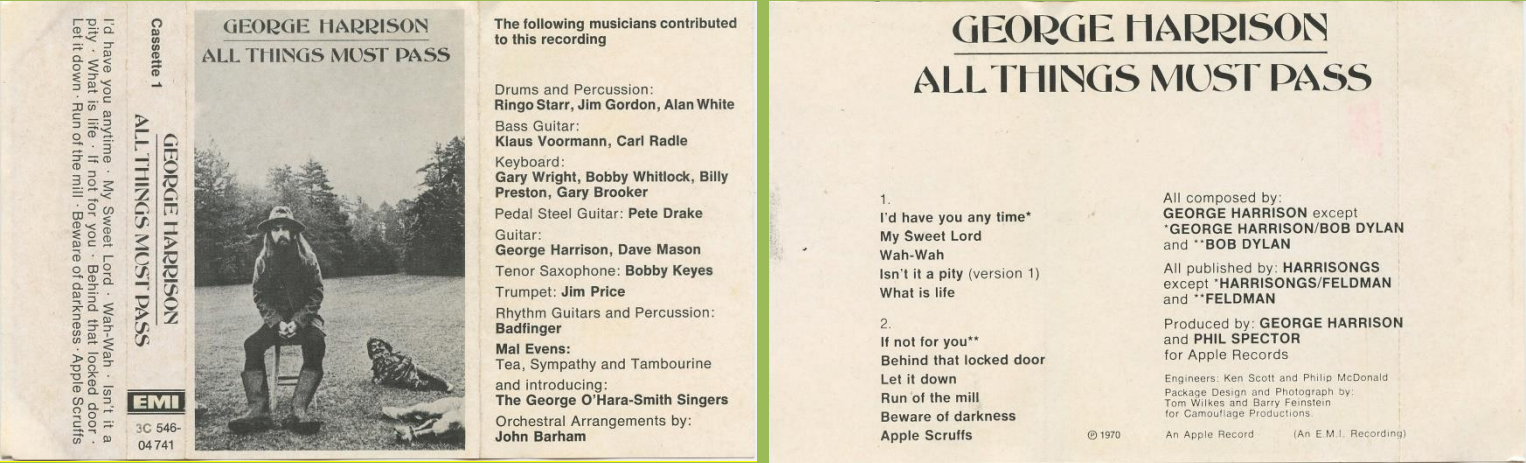 I'd have you anytime · My Sweet Lord · Wah-Wah · Isn't it a
pity · What is life · If not for you · Behind that locked door ·
Let it down · Run of the mill · Beware of darkness · Apple Scruffs
Cassette 1
GEORGE HARRISON
ALL THINGS MUST PASS
EMI
3C 546-
04741
GEORGE HARRISON
ALL THINGS MUST PASS
The following musicians contributed
to this recording
Drums and Percussion:
Ringo Starr, Jim Gordon, Alan White
Bass Guitar:
Klaus Voormann, Carl Radle
Keyboard:
Gary Wright, Bobby Whitlock, Billy
Preston, Gary Brooker
Pedal Steel Guitar: Pete Drake
Guitar:
George Harrison, Dave Mason
Tenor Saxophone: Bobby Keyes
Trumpet: Jim Price
Rhythm Guitars and Percussion:
Badfinger
Mal Evens:
Tea, Sympathy and Tambourine
and introducing:
The George O'Hara-Smith Singers
Orchestral Arrangements by:
John Barham
GEORGE HARRISON
ALL THINGS MUST PASS
1.
I'd have you any time*
My Sweet Lord
Wah-Wah
Isn't it a pity (version 1)
What is life
2.
If not for you**
Behind that locked door
Let it down
Run of the mill
Beware of darkness
Apple Scruffs
All composed by:
GEORGE HARRISON except
*GEORGE HARRISON/BOB DYLAN
and **BOB DYLAN
All published by: HARRISONGS
except *HARRISONGS/FELDMAN
and **FELDMAN
Produced by: GEORGE HARRISON
and PHIL SPECTOR
for Apple Records
Engineers: Ken Scott and Philip McDonald
Package Design and Photograph by:
Tom Wilkes and Barry Feinstein
for Camouflage Productions
℗ 1970 An Apple Record (An E.M.I. Recording)